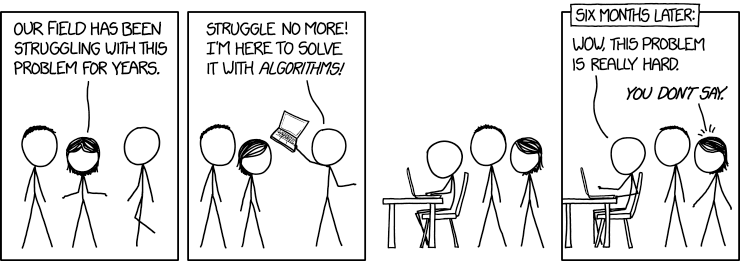 OUR FIELD HAS BEEN
STRUGGLING WITH THIS
PROBLEM FOR YEARS.
STRUGGLE NO MORE!
I'M HERE TO SOLVE
IT WITH ALGORITHMS!
SIX MONTHS LATER:
WOW, THIS PROBLEM
IS REALLY HARD.
YOU DON'T SAY.